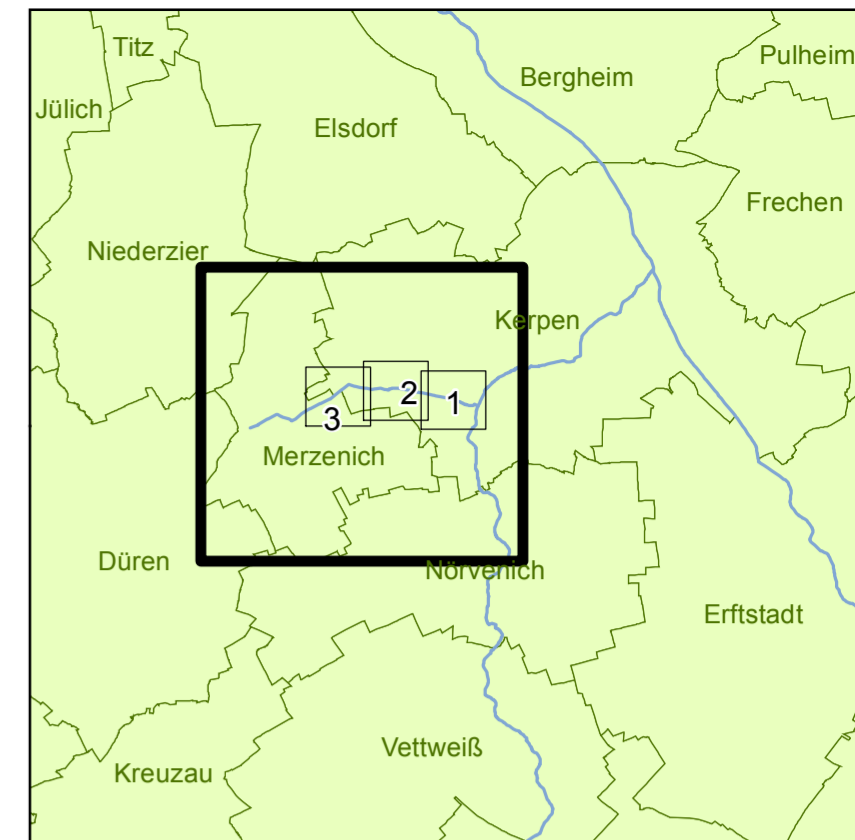 Titz
Pulheim
Bergheim
Jülich
Elsdorf
Frechen
Niederzier
Kerpen
2
1
3
Merzenich
Düren
Nörvenich
Erftstadt
Vettweiß
Kreuzau